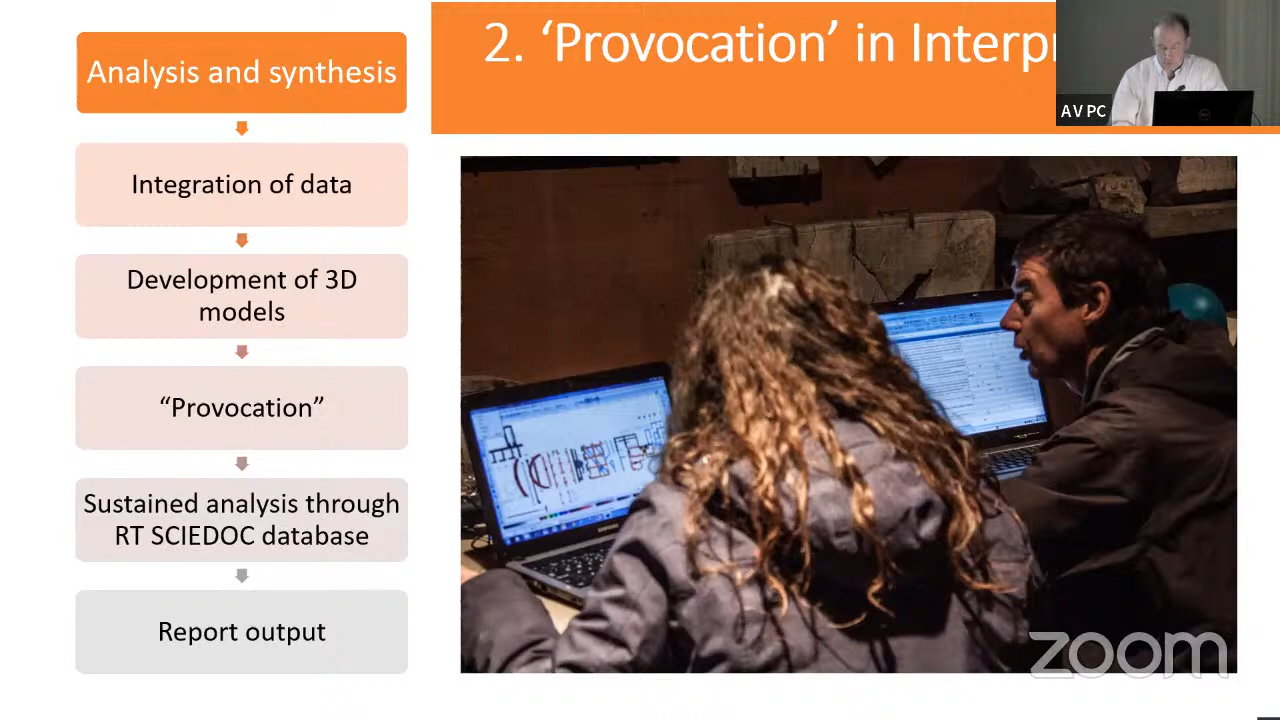 Analysis and synthesis
Integration of data
Development of 3D
models
“Provocation”
Sustained analysis through
RT SCIEDOC database
Report output
2. ‘Provocation’ in Interp
AV PC
zoom